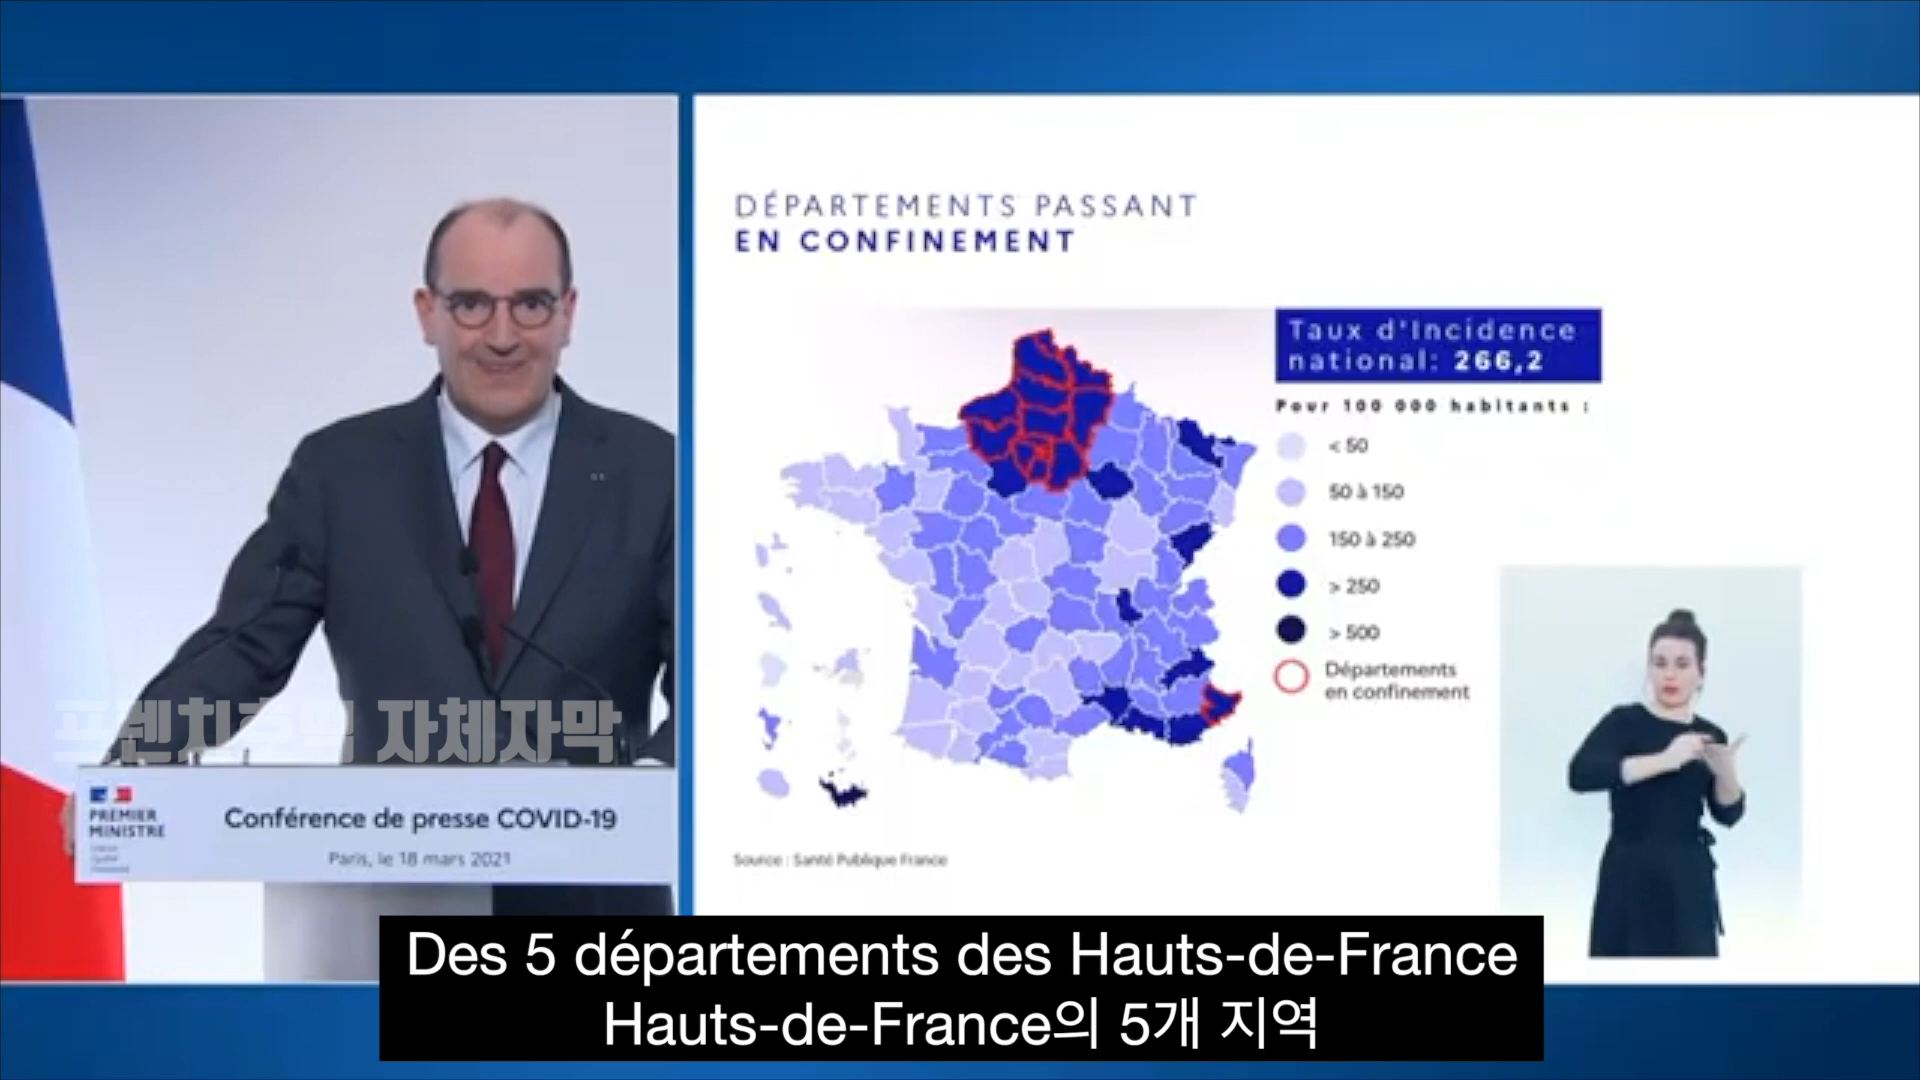 DÉPARTEMENTS PASSANT
EN CONFINEMENT
Taux d'Incidence
national: 266,2
Pour 100 000 habitants :
< 50
50 à 150
150 à 250
> 250
> 500
Départements
en confinement
Source : Santé Publique France
자체자막
PREMIER
MINISTRE
Conférence de presse COVID-19
Paris, le 18 mars 2021
Des 5 départements des Hauts-de-France
Hauts-de-France의 5개 지역